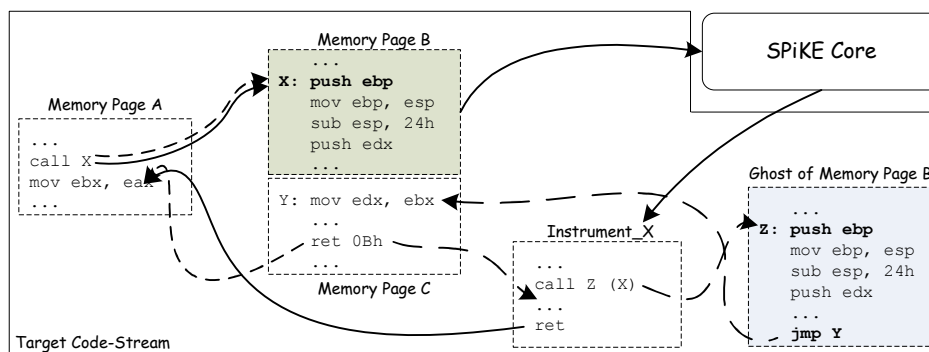 Memory Page A
...
call X
mov ebx, eax
...
Memory Page B
...
X: push ebp
mov ebp, esp
sub esp, 24h
push edx
...
Y: mov edx, ebx
...
ret 0Bh
...
Memory Page C
SPiKE Core
Instrument_X
...
call Z (X)
...
ret
Ghost of Memory Page B
...
Z: push ebp
mov ebp, esp
sub esp, 24h
push edx
...
jmp Y
Target Code-Stream